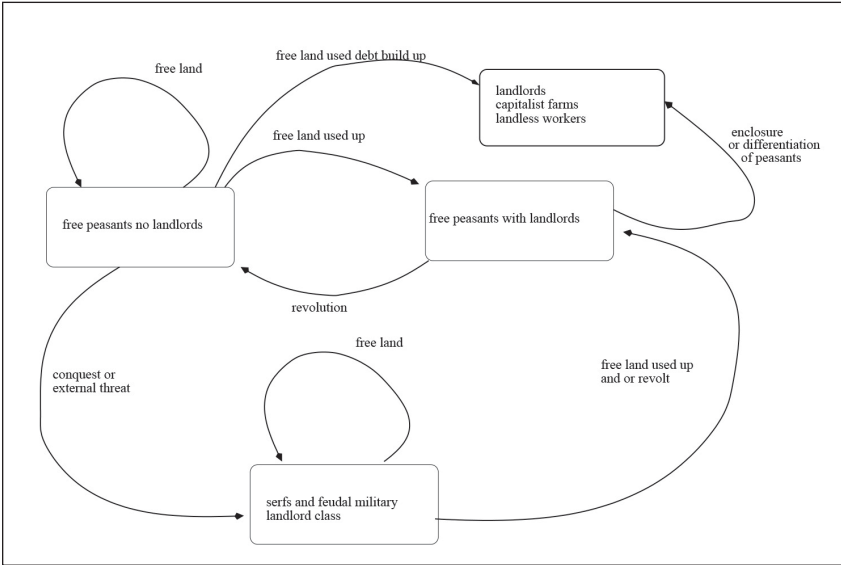 free land used debt build up
free land
landlords
capitalist farms
landless workers
free land used up
enclosure
or differentiation
of peasants
free peasants no landlords
free peasants with landlords
revolution
free land
conquest or
external threat
free land used up
and or revolt
serfs and feudal military
landlord class